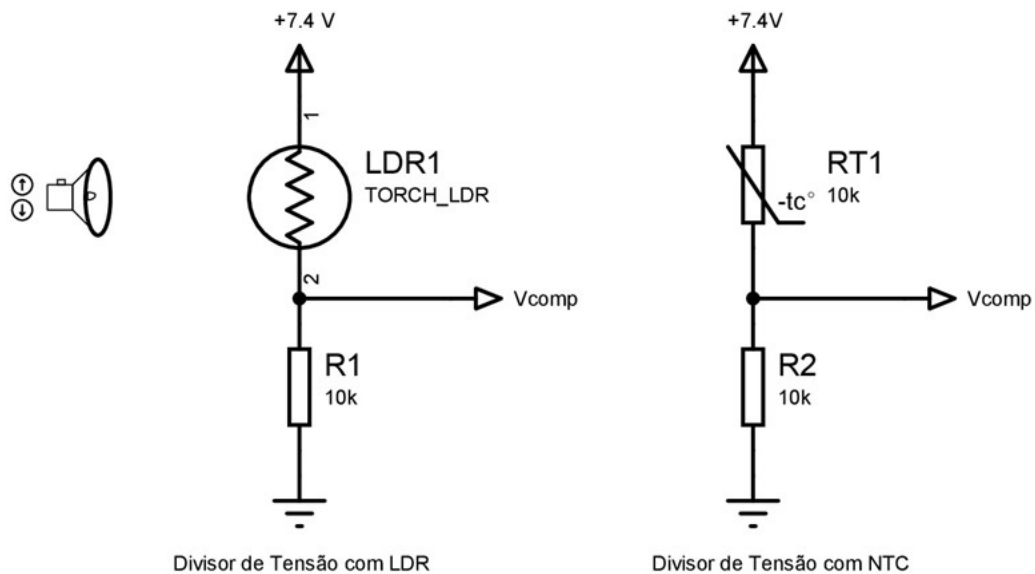 +7.4 V
1
LDR1
TORCH_LDR
2
Vcomp
R1
10k
Divisor de Tensão com LDR
+7.4V
RT1
10k
-tc°
Vcomp
R2
10k
Divisor de Tensão com NTC